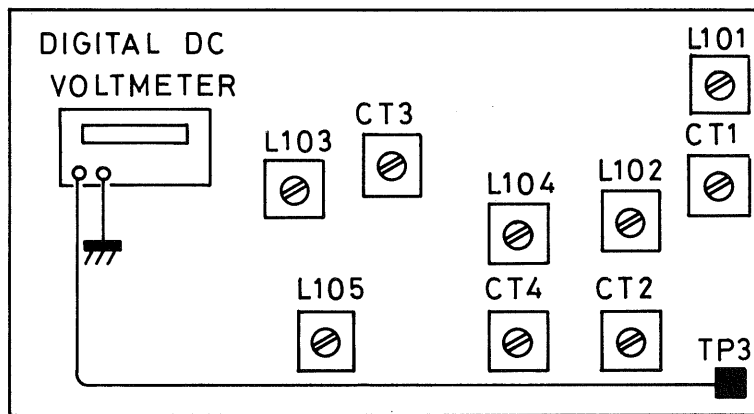 DIGITAL DC
VOLTMETER
L101
CT3
CT1
L103
L102
L104
L105
CT4
CT2
TP3